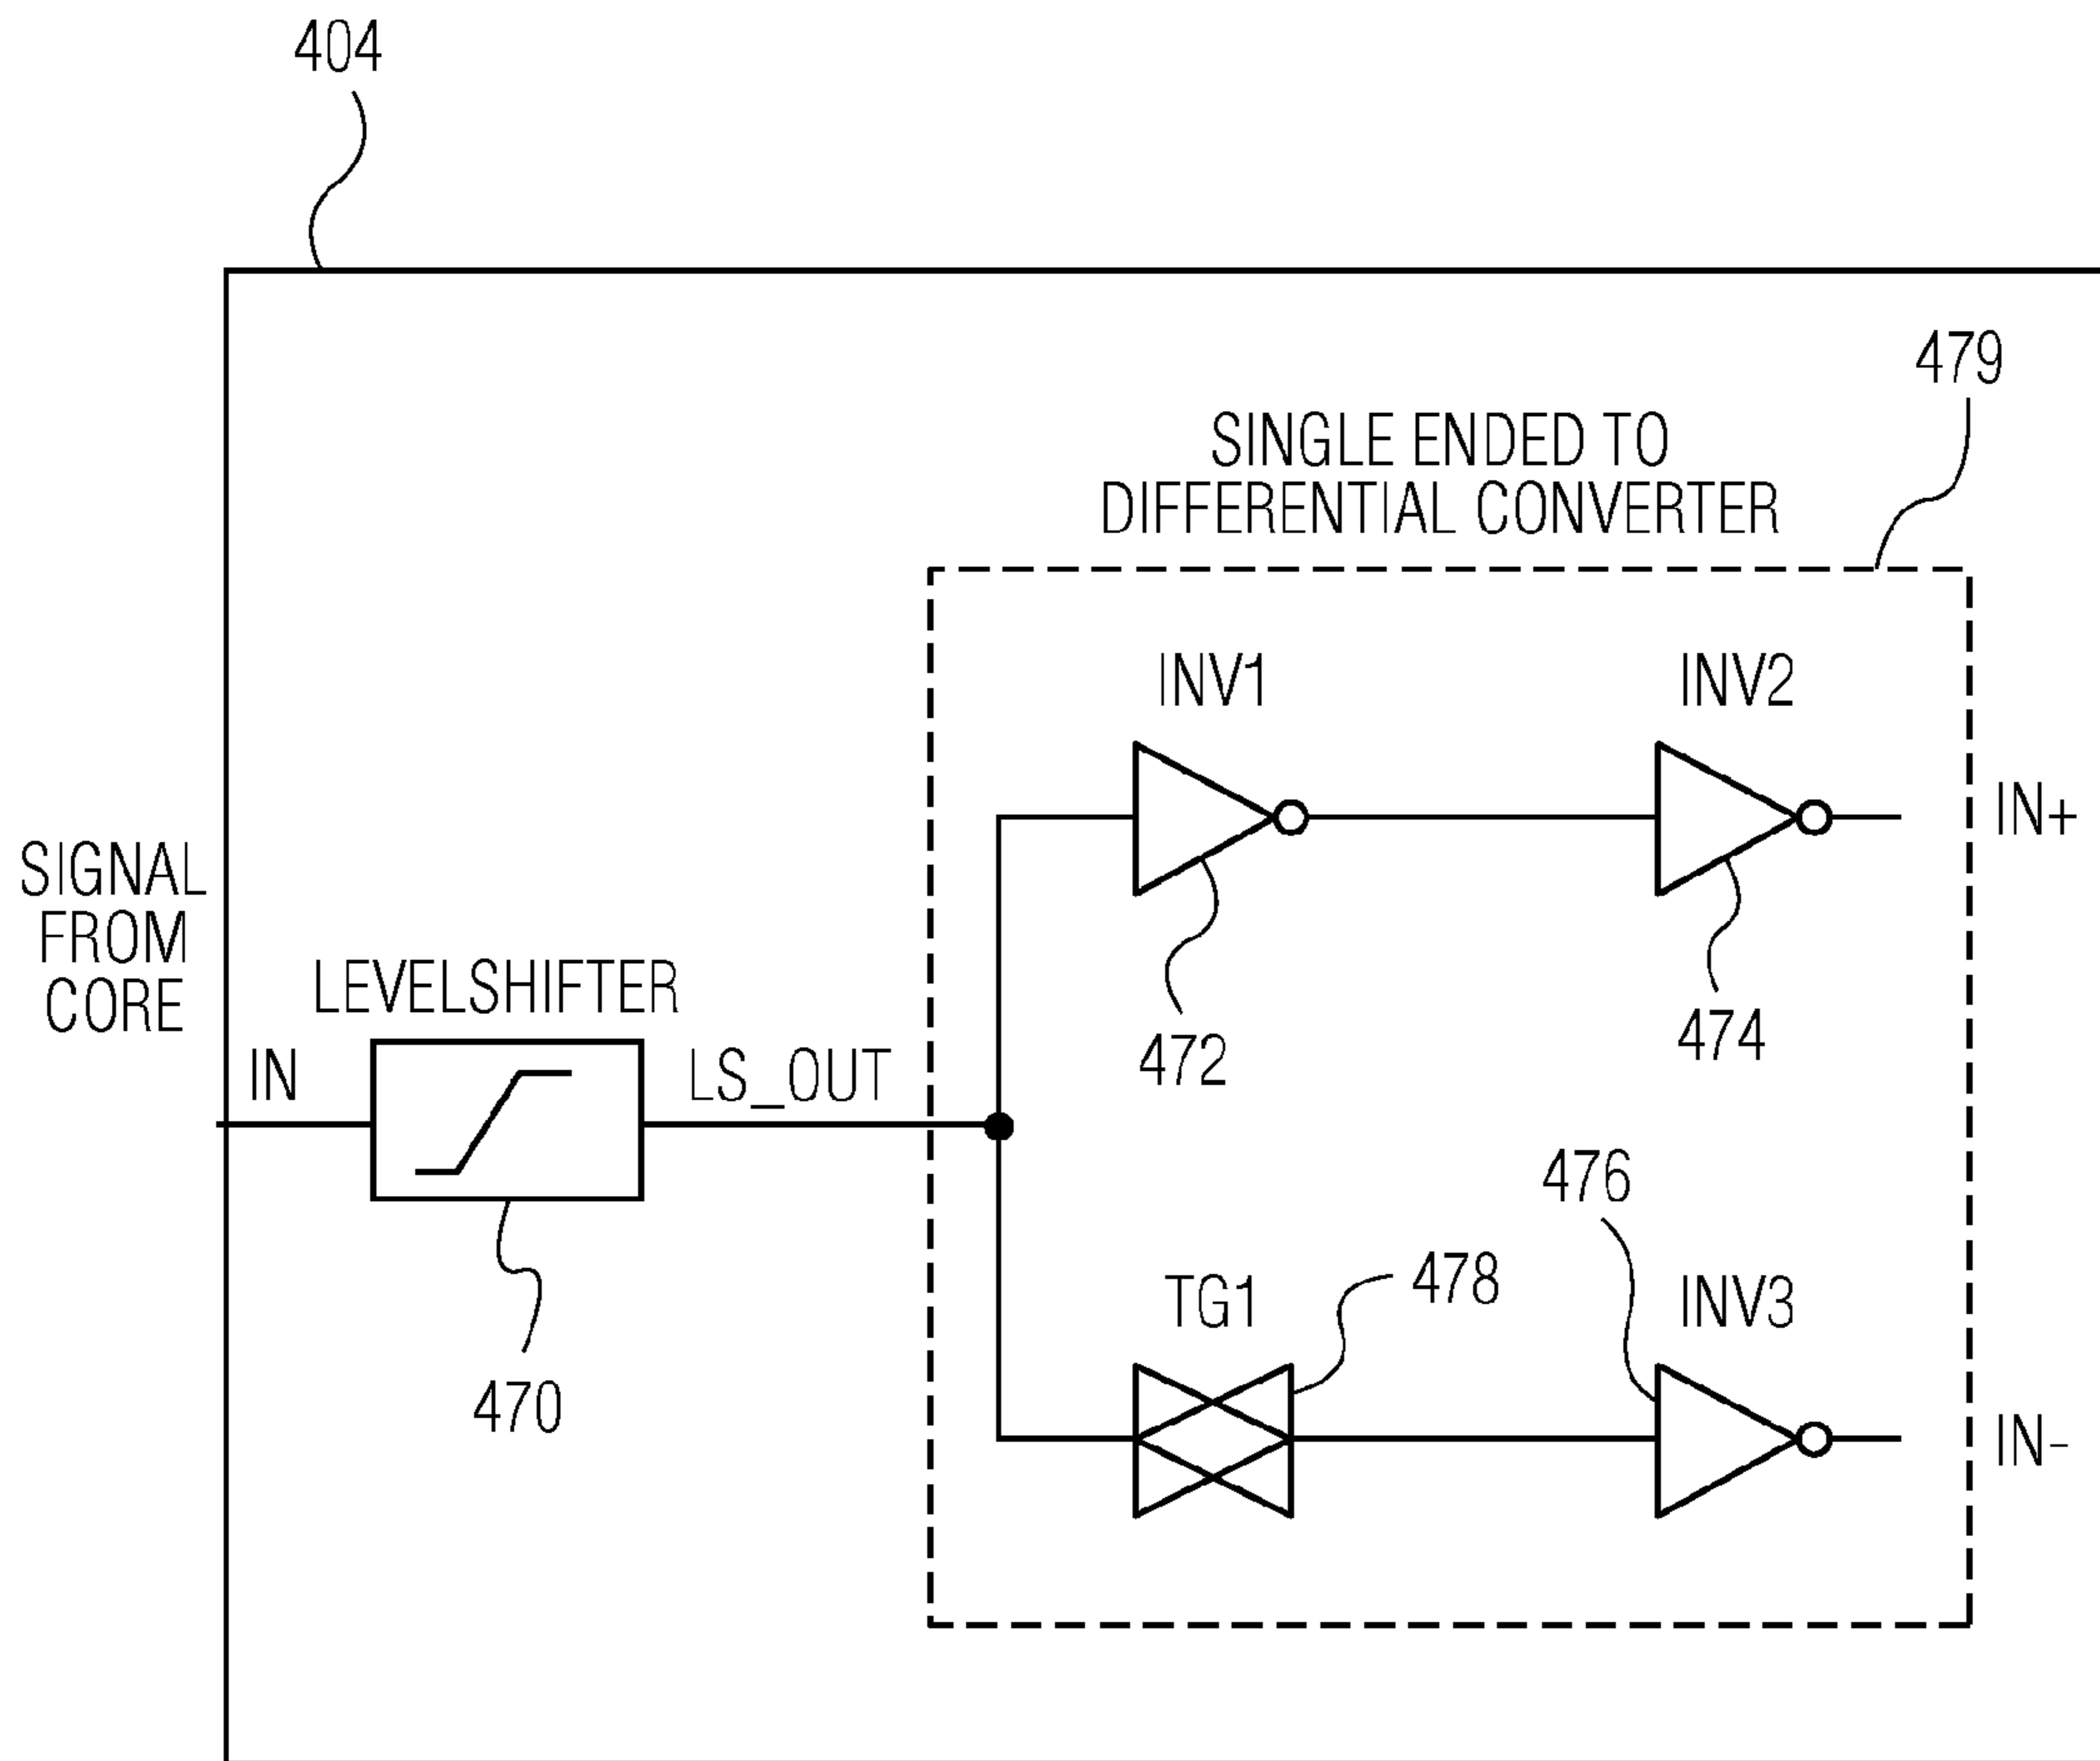 404
479
SINGLE ENDED TO
DIFFERENTIAL CONVERTER
INV1
INV2
IN+
SIGNAL
FROM
CORE
LEVELSHIFTER
IN
LS_OUT
472
474
476
478
TG1
INV3
470
IN-